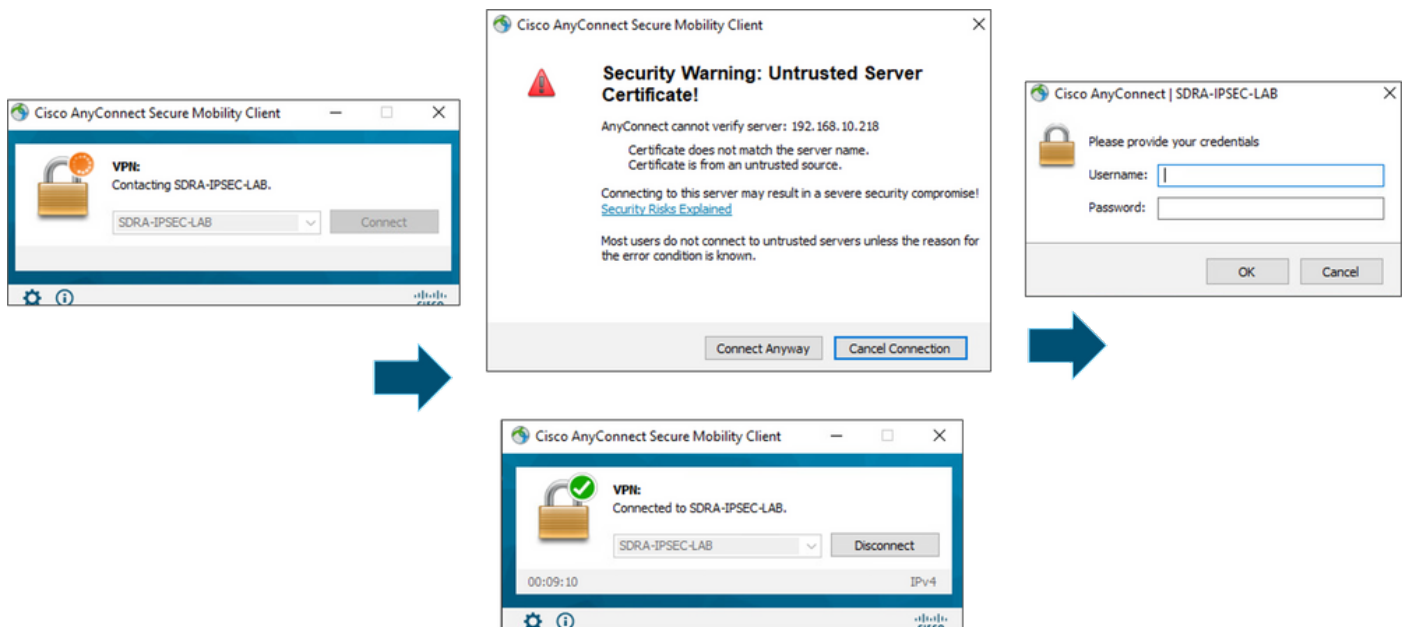 Cisco AnyConnect Secure Mobility Client
VPN:
Contacting SDRA-IPSEC-LAB.
SDRA-IPSEC-LAB
Connect
Cisco AnyConnect Secure Mobility Client
Security Warning: Untrusted Server
Certificate!
AnyConnect cannot verify server: 192.168.10.218
Certificate does not match the server name.
Certificate is from an untrusted source.
Connecting to this server may result in a severe security compromise!
Security Risks Explained
Most users do not connect to untrusted servers unless the reason for
the error condition is known.
Connect Anyway
Cancel Connection
Cisco AnyConnect | SDRA-IPSEC-LAB
Please provide your credentials
Username:
Password:
OK
Cancel
Cisco AnyConnect Secure Mobility Client
VPN:
Connected to SDRA-IPSEC-LAB.
SDRA-IPSEC-LAB
Disconnect
00:09:10
IPv4